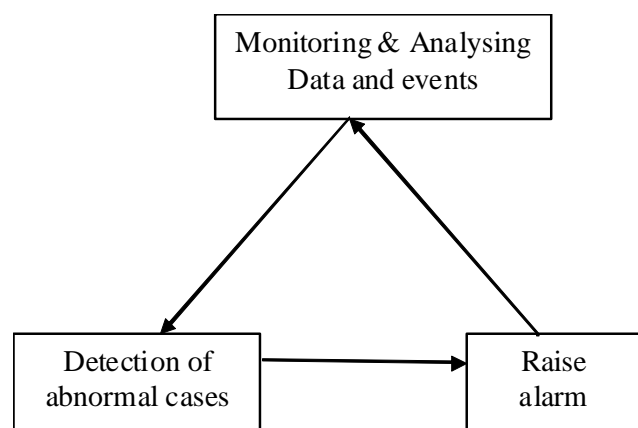 Monitoring & Analysing
Data and events
Detection of
abnormal cases
Raise
alarm